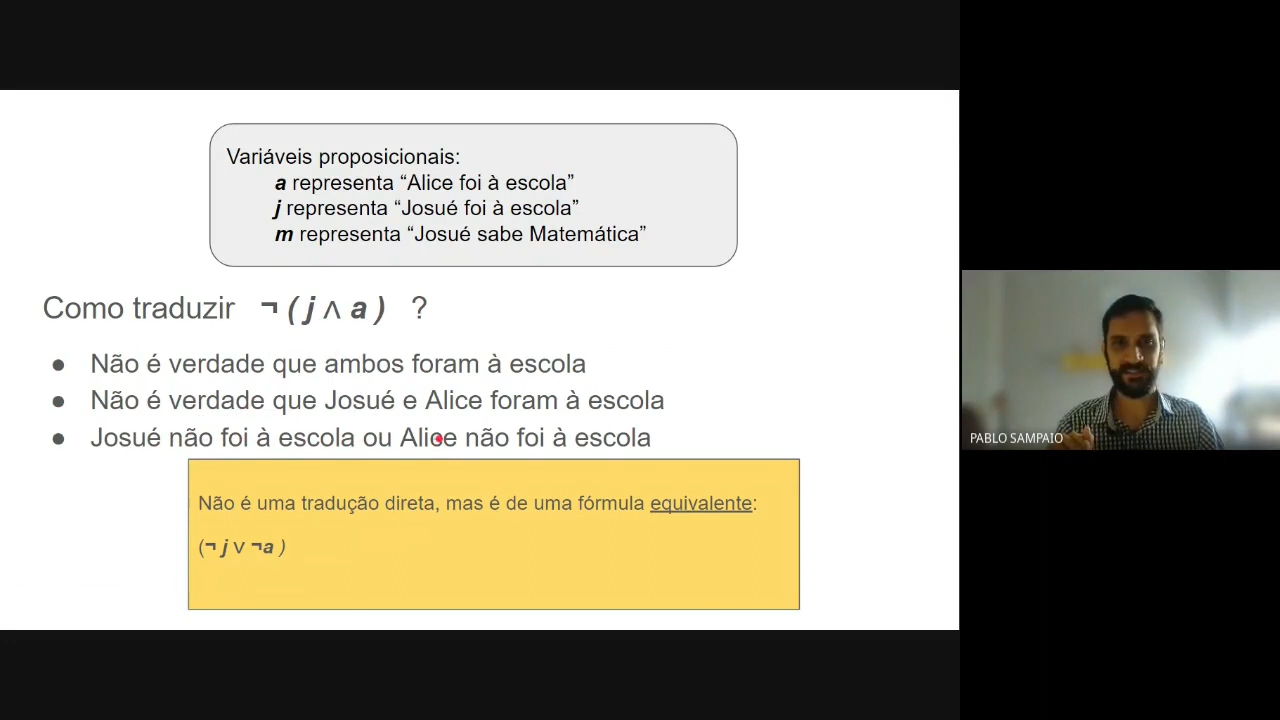 Variáveis proposicionais:
a representa “Alice foi à escola”
j representa “Josué foi à escola”
m representa “Josué sabe Matemática”
Como traduzir ¬ ( j ∧ a ) ?
● Não é verdade que ambos foram à escola
● Não é verdade que Josué e Alice foram à escola
● Josué não foi à escola ou Alice não foi à escola
Não é uma tradução direta, mas é de uma fórmula equivalente:
(¬ j ∨ ¬a )
PABLO SAMPAIO